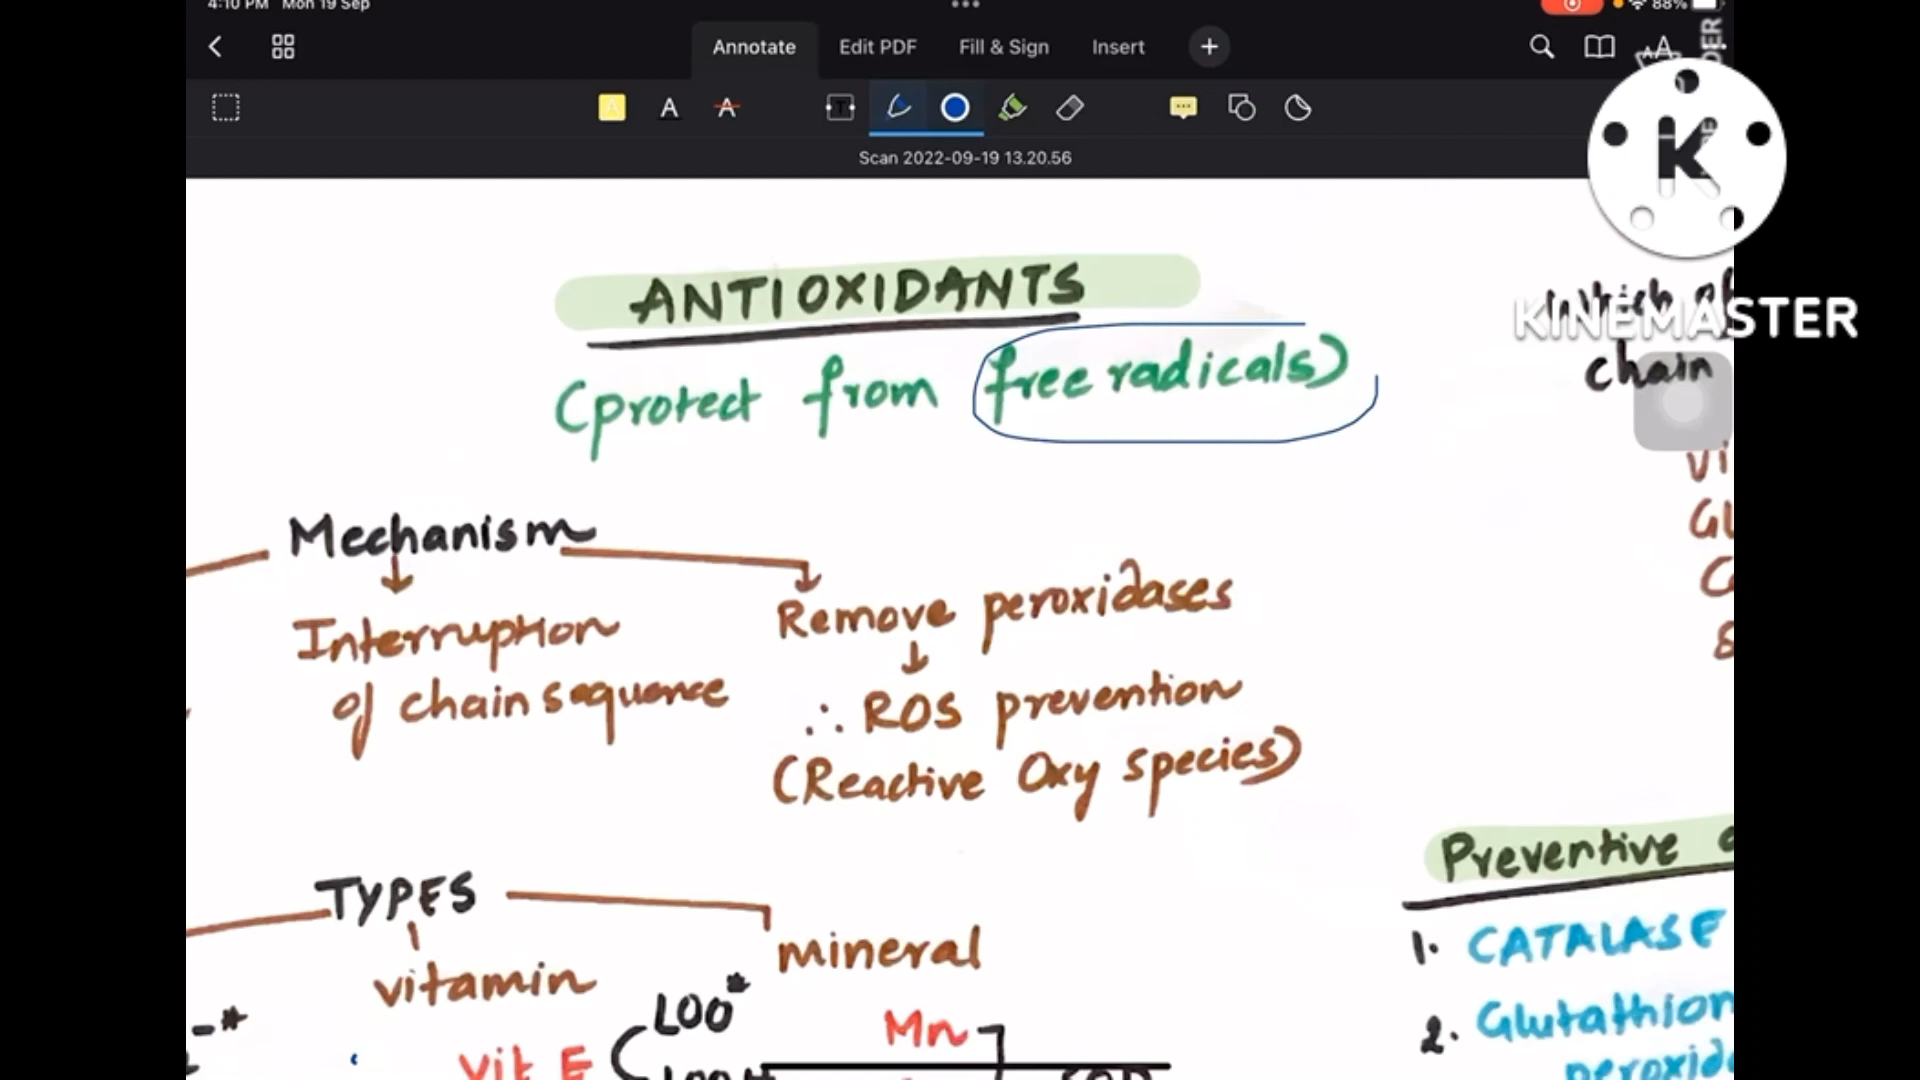 4:10 PM Mon 19 Sep
88%
Annotate
Edit PDF
Fill & Sign
Insert
Scan 2022-09-19 13.20.56
KINEMASTER
ANTIOXIDANTS
(protect from free radicals)
chain
Mechanism
Interruption
of chain sequence
Remove peroxidases
∴ ROS prevention
(Reactive Oxy species)
TYPES
vitamin
mineral
LOO*
Vit E
Mn
SOD
Preventive
1. CATALASE
2. Glutathion